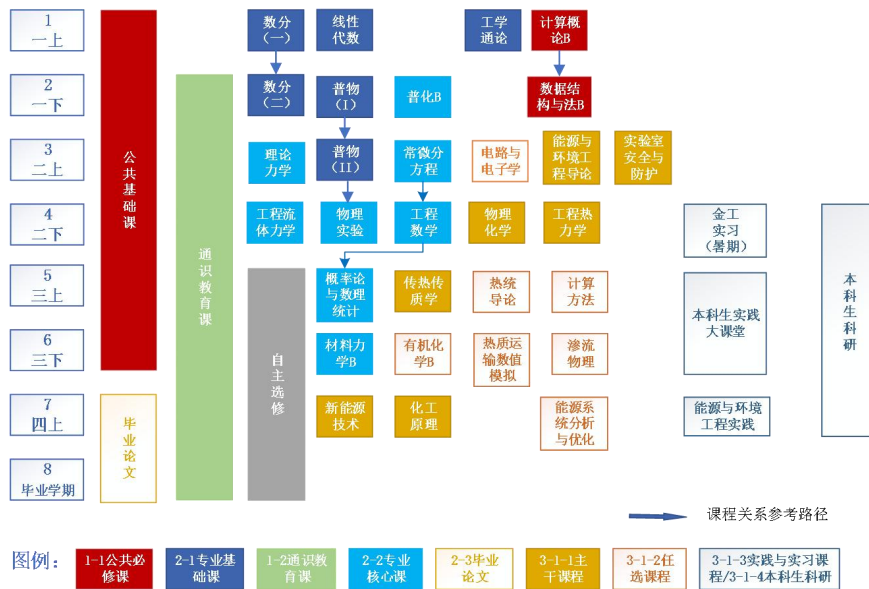 1
一上
2
一下
3
二上
4
二下
5
三上
6
三下
7
四上
8
毕业学期
公共基础课
毕业论文
通识教育课
自主选修
数分
（一）
线性
代数
工学
通论
计算概
论B
数分
（二）
普物
（I）
普化B
数据结
构与法B
理论
力学
普物
（II）
常微分
方程
电路与
电子学
能源与
环境工
程导论
实验室
安全与
防护
工程流
体力学
物理
实验
工程
数学
物理
化学
工程热
力学
金工
实习
（暑期）
概率论
与数理
统计
传热传
质学
热统
导论
计算
方法
本科生实践
大课堂
材料力
学B
有机化
学B
热质运
输数值
模拟
渗流
物理
新能源
技术
化工
原理
能源系
统分析
与优化
能源与环境
工程实践
本科生科研
课程关系参考路径
图例：
1-1公共必
修课
2-1专业基
础课
1-2通识教
育课
2-2专业
核心课
2-3毕业
论文
3-1-1主
干课程
3-1-2任
选课程
3-1-3实践与实习课
程/3-1-4本科生科研